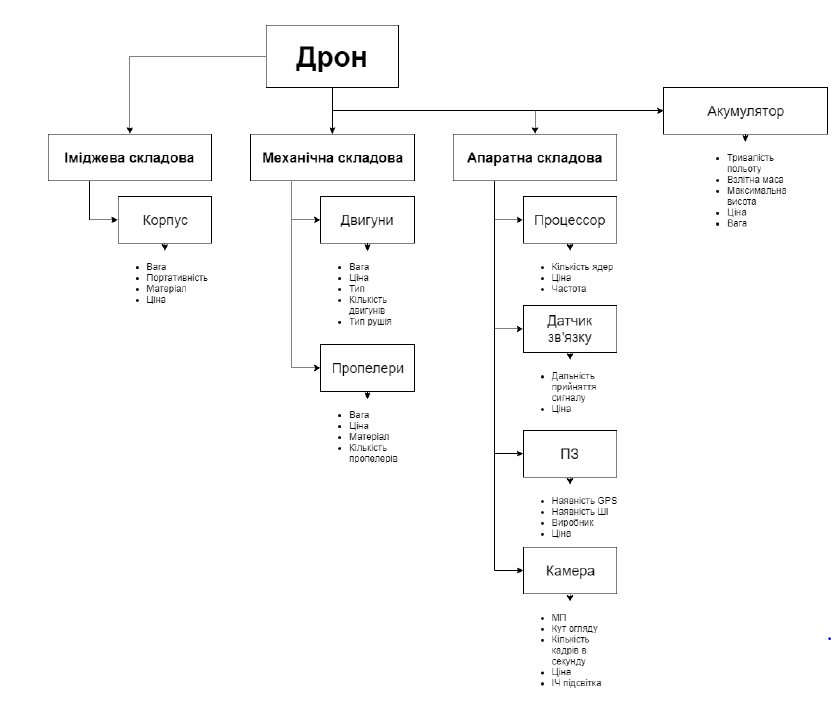 Дрон
Іміджева складова
Корпус
Вага
Портативність
Матеріал
Ціна
Механічна складова
Двигуни
Вага
Ціна
Тип
Кількість
двигунів
Тип рушія
Пропелери
Вага
Ціна
Матеріал
Кількість
пропелерів
Апаратна складова
Процессор
Кількість ядер
Ціна
Частота
Датчик
зв'язку
Дальність
прийняття
сигналу
Ціна
ПЗ
Наявність GPS
Наявність ШІ
Виробник
Ціна
Камера
МП
Кут огляду
Кількість
кадрів в
секунду
Ціна
ІЧ підсвітка
Акумулятор
Тривалість
польоту
Взлітна маса
Максимальна
висота
Ціна
Вага